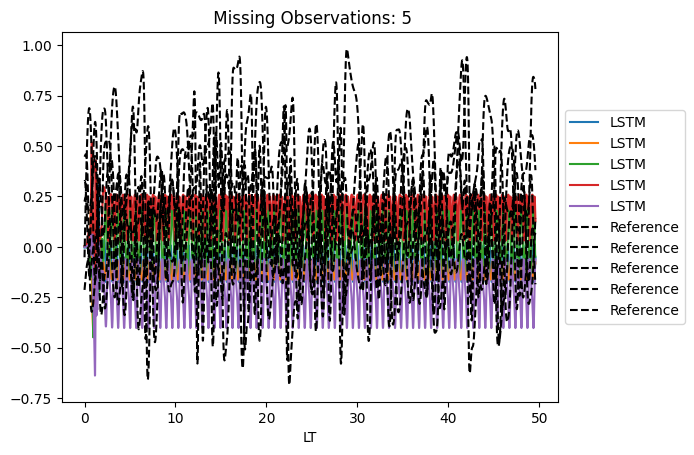 Missing Observations: 5
1.00
0.75
0.50
0.25
0.00
−0.25
−0.50
−0.75
0
10
20
30
40
50
LT
LSTM
LSTM
LSTM
LSTM
LSTM
Reference
Reference
Reference
Reference
Reference